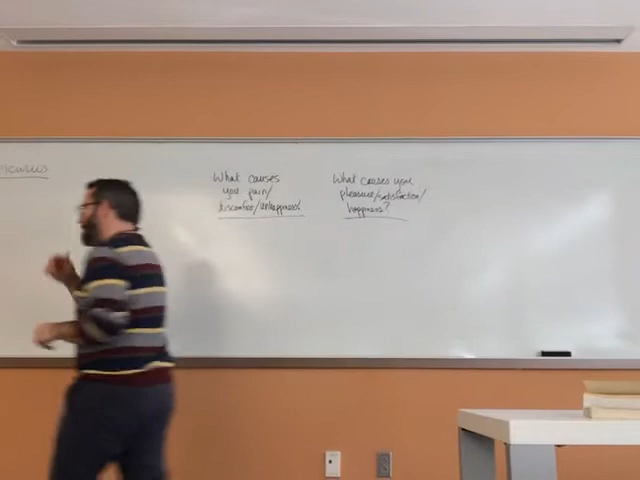 What causes
you pain/
discomfort/unhappiness?
What causes you
pleasure/satisfaction/
happiness?